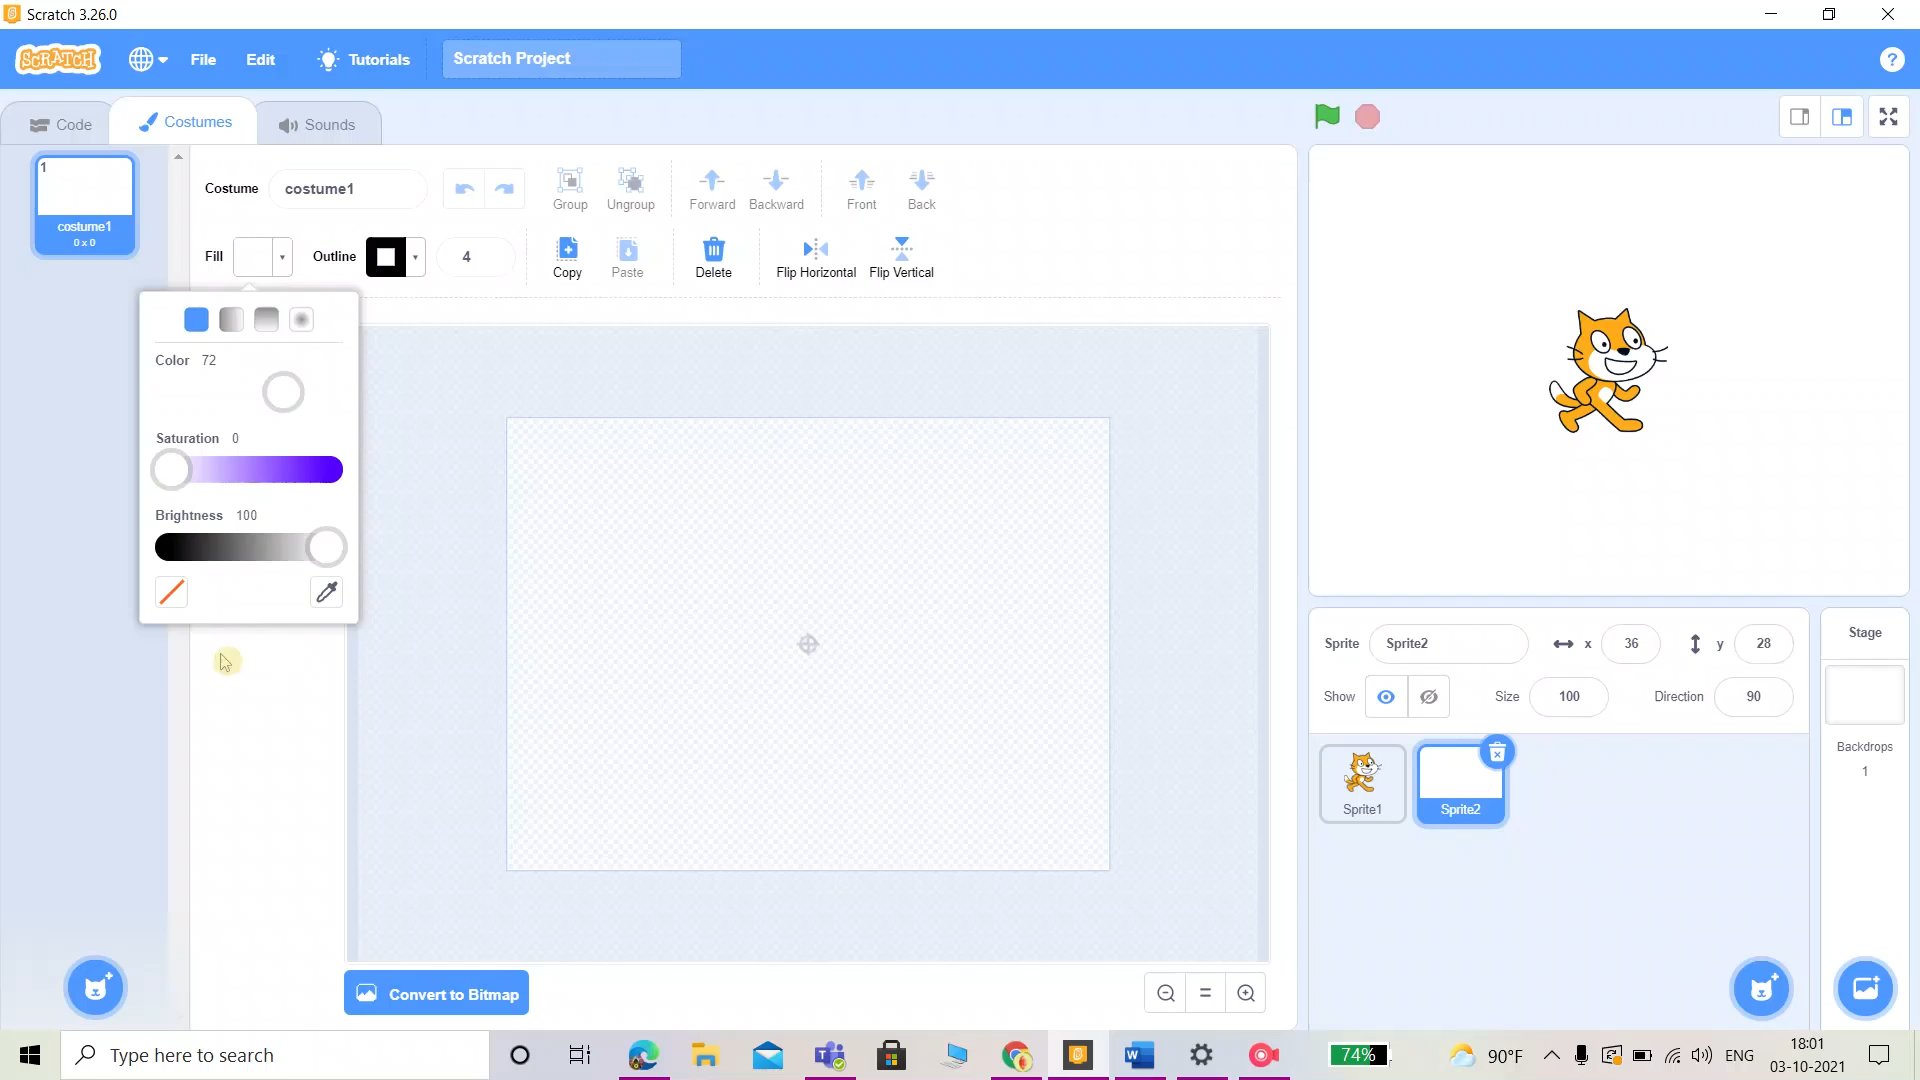 Scratch 3.26.0
SCRATCH
File
Edit
Tutorials
Scratch Project
?
Code
Costumes
Sounds
1
costume1
0 x 0
Costume
costume1
Group
Ungroup
Forward
Backward
Front
Back
Fill
Outline
4
Copy
Paste
Delete
Flip Horizontal
Flip Vertical
Color 72
Saturation 0
Brightness 100
Convert to Bitmap
Sprite
Sprite2
x
36
y
28
Show
Size
100
Direction
90
Sprite1
Sprite2
Stage
Backdrops
1
Type here to search
74%
90°F
ENG
18:01
03-10-2021